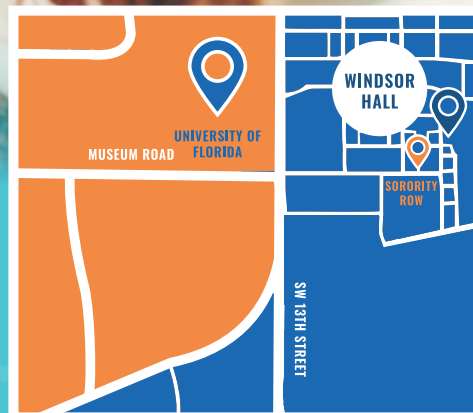 WINDSOR
HALL
UNIVERSITY OF
FLORIDA
MUSEUM ROAD
SORORITY
ROW
SW 13TH STREET